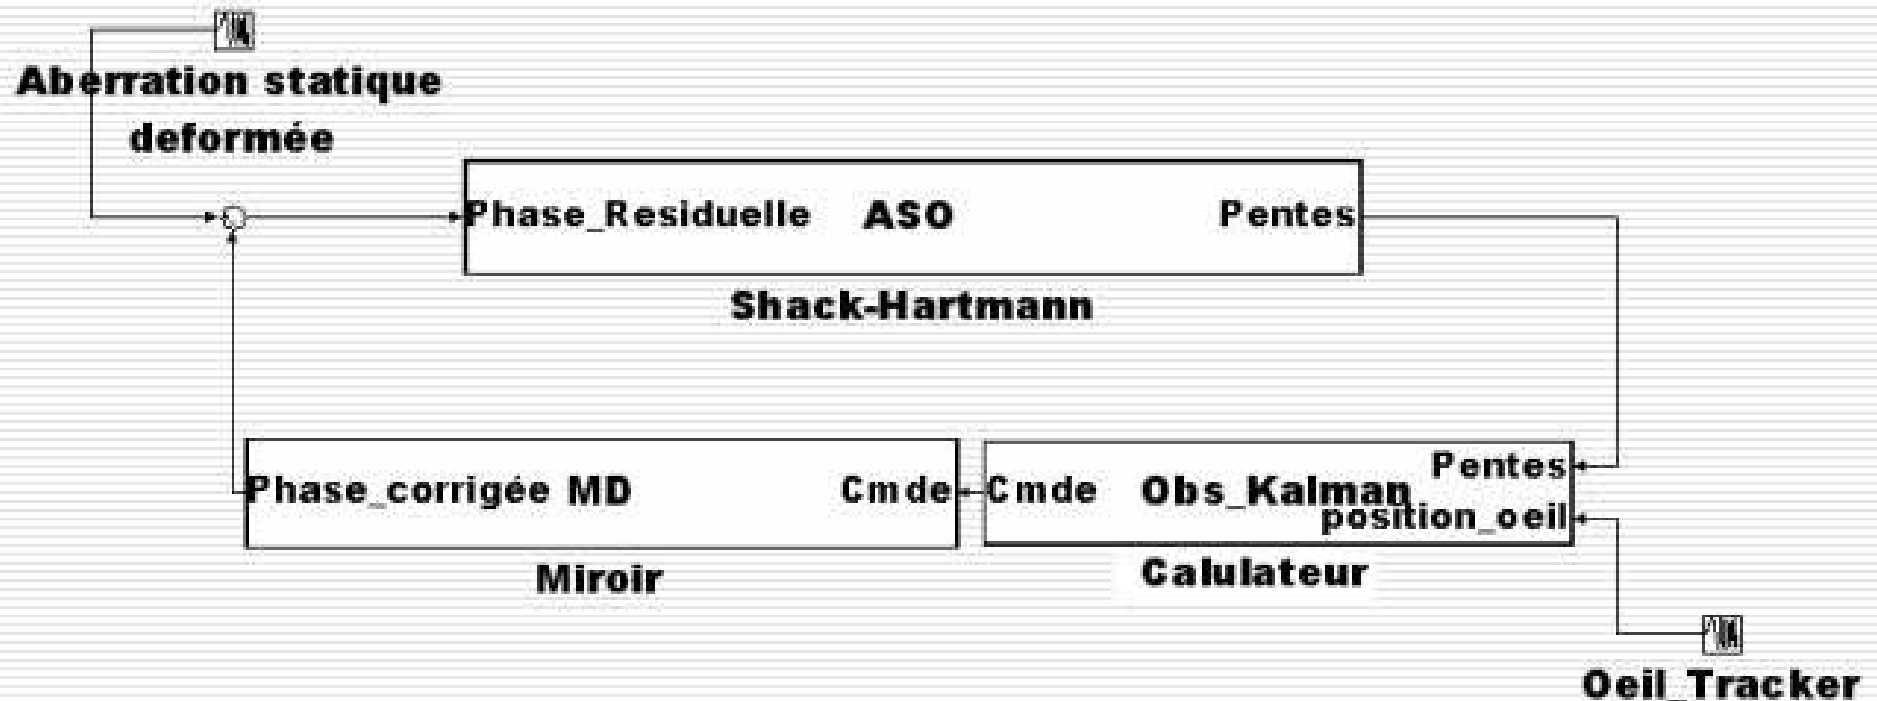 Aberration statique
deformée
Phase_Residuelle ASO Pentes
Shack-Hartmann
Phase_corrigée MD Cmde
Miroir
Cmde Obs_Kalman Pentes
position_oeil
Calulateur
Oeil_Tracker